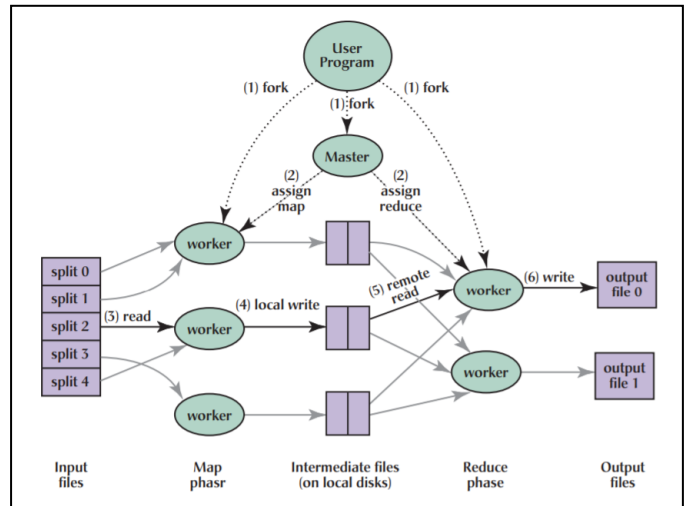 User
Program
(1) fork
(1) fork
(1) fork
Master
(2)
assign
map
(2)
assign
reduce
worker
split 0
split 1
split 2
split 3
split 4
(3) read
worker
(4) local write
(5) remote
read
worker
(6) write
output
file 0
worker
output
file 1
worker
Input
files
Map
phasr
Intermediate files
(on local disks)
Reduce
phase
Output
files